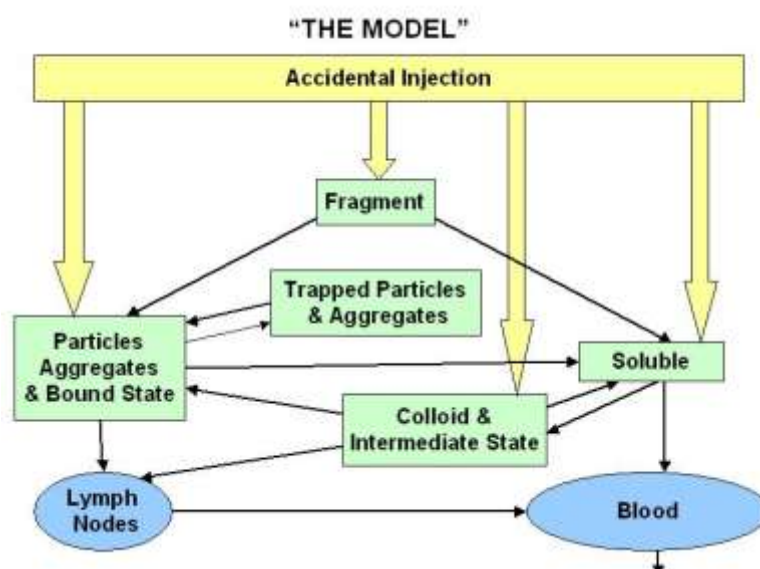 "THE MODEL"
Accidental Injection
Fragment
Trapped Particles
& Aggregates
Particles
Aggregates
& Bound State
Soluble
Colloid &
Intermediate State
Lymph
Nodes
Blood